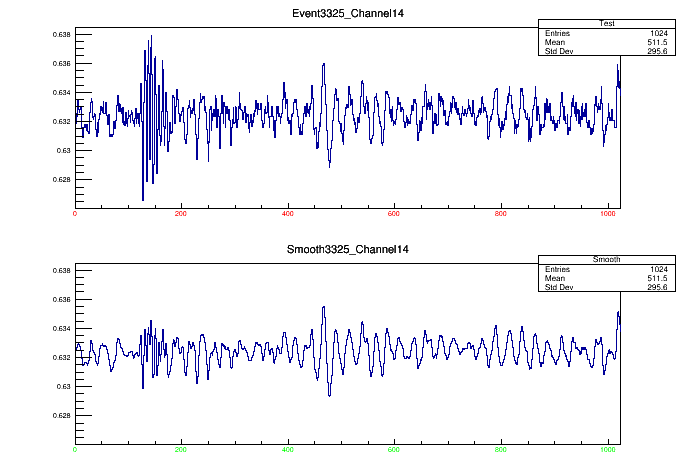 Event3325_Channel14
Test
Entries 1024
Mean 511.5
Std Dev 295.6
0.638
0.636
0.634
0.632
0.63
0.628
0 200 400 600 800 1000
Smooth3325_Channel14
Smooth
Entries 1024
Mean 511.5
Std Dev 295.6
0.638
0.636
0.634
0.632
0.63
0.628
0 200 400 600 800 1000